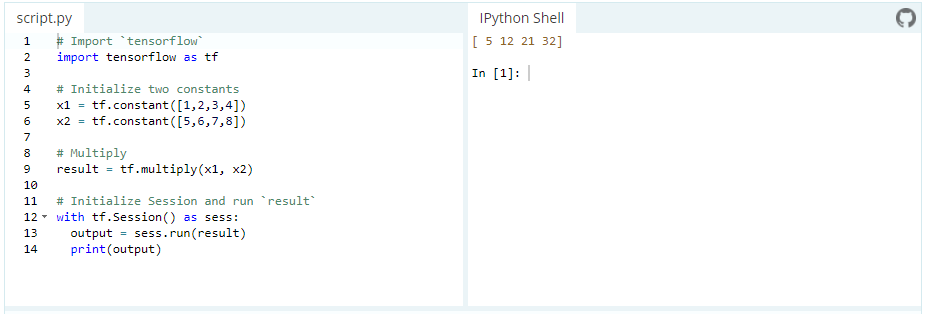 script.py
1 # Import `tensorflow`
2 import tensorflow as tf
3
4 # Initialize two constants
5 x1 = tf.constant([1,2,3,4])
6 x2 = tf.constant([5,6,7,8])
7
8 # Multiply
9 result = tf.multiply(x1, x2)
10
11 # Initialize Session and run `result`
12 with tf.Session() as sess:
13   output = sess.run(result)
14   print(output)
IPython Shell
[ 5 12 21 32]
In [1]: